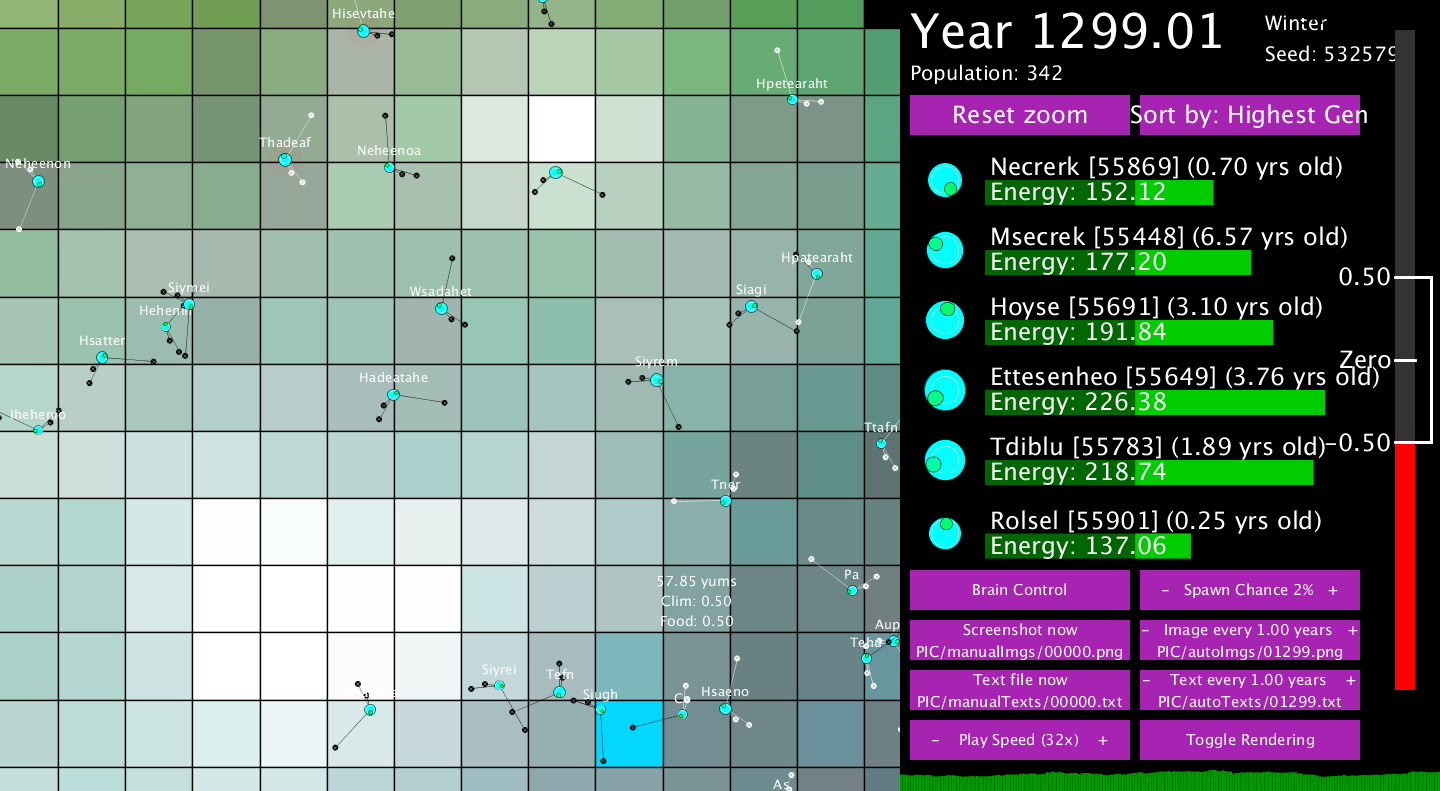 Hisevtahe
Hpetearaht
Thadeaf
Neheenoa
Neheenon
Hpatearaht
Siymei
Wsadahet
Siagi
Hsatter
Siyrem
Hadeatahe
Ihehenio
Ttafn
57.85 yums
Clim: 0.50
Food: 0.50
Pa
Siyrei
Tefn
Siugh
Hsaeno
As
Year 1299.01
Winter
Seed: 532579
Population: 342
Reset zoom
Sort by: Highest Gen
Necrerk [55869] (0.70 yrs old)
Energy: 152.12
Msecrek [55448] (6.57 yrs old)
Energy: 177.20
0.50
Hoyse [55691] (3.10 yrs old)
Energy: 191.84
Zero
Ettesenheo [55649] (3.76 yrs old)
Energy: 226.38
Tdiblu [55783] (1.89 yrs old)
-0.50
Energy: 218.74
Rolsel [55901] (0.25 yrs old)
Energy: 137.06
Brain Control
- Spawn Chance 2% +
Screenshot now
PIC/manualImgs/00000.png
- Image every 1.00 years +
PIC/autoImgs/01299.png
Text file now
PIC/manualTexts/00000.txt
- Text every 1.00 years +
PIC/autoTexts/01299.txt
- Play Speed (32x) +
Toggle Rendering